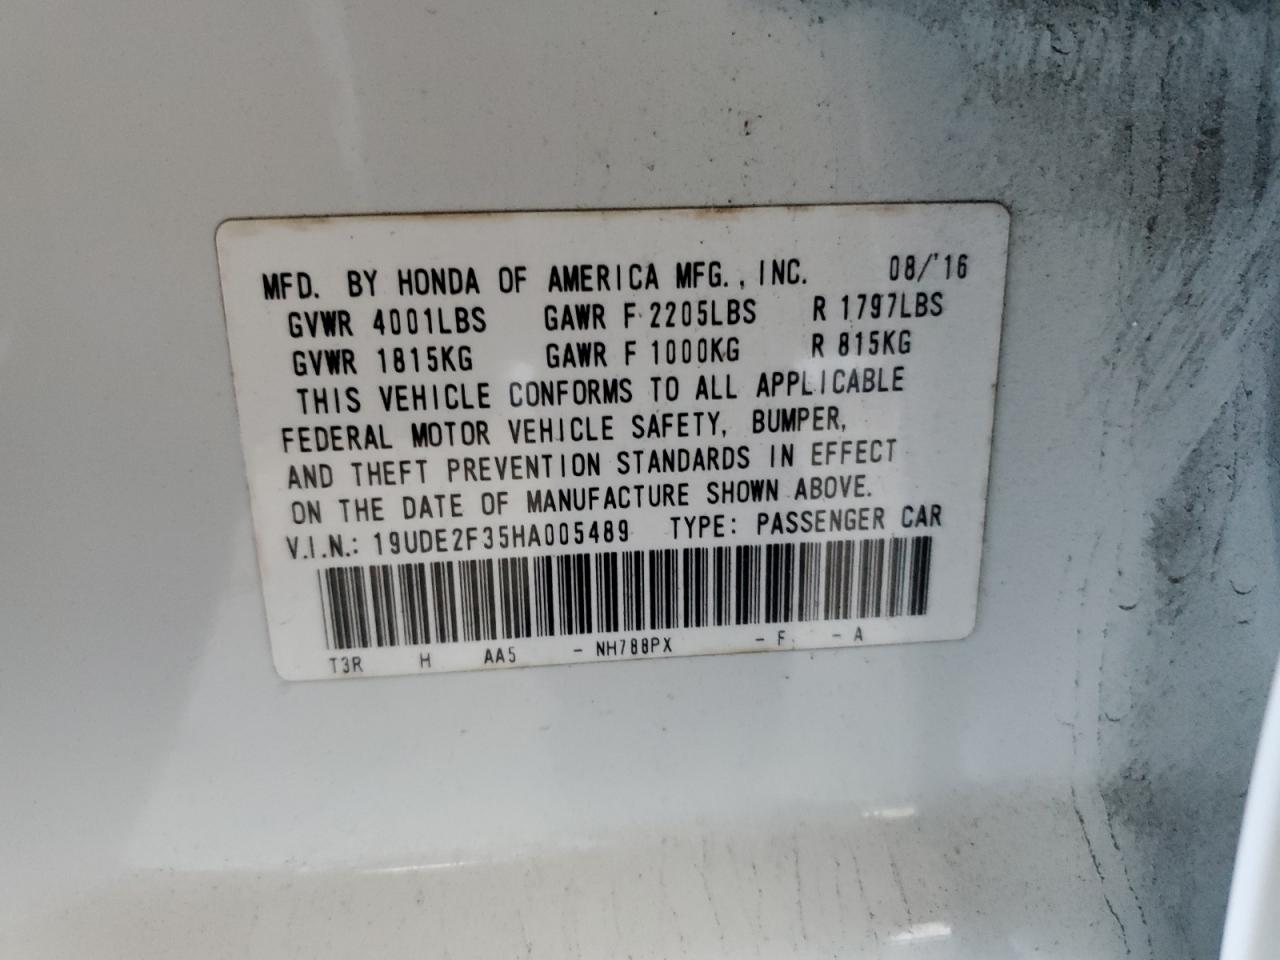 MFD. BY HONDA OF AMERICA MFG., INC. 08/'16
GVWR 4001LBS GAWR F 2205LBS R 1797LBS
GVWR 1815KG GAWR F 1000KG R 815KG
THIS VEHICLE CONFORMS TO ALL APPLICABLE
FEDERAL MOTOR VEHICLE SAFETY, BUMPER,
AND THEFT PREVENTION STANDARDS IN EFFECT
ON THE DATE OF MANUFACTURE SHOWN ABOVE.
V.I.N.: 19UDE2F35HA005489 TYPE: PASSENGER CAR
T3R H AA5 - NH788PX - F - A